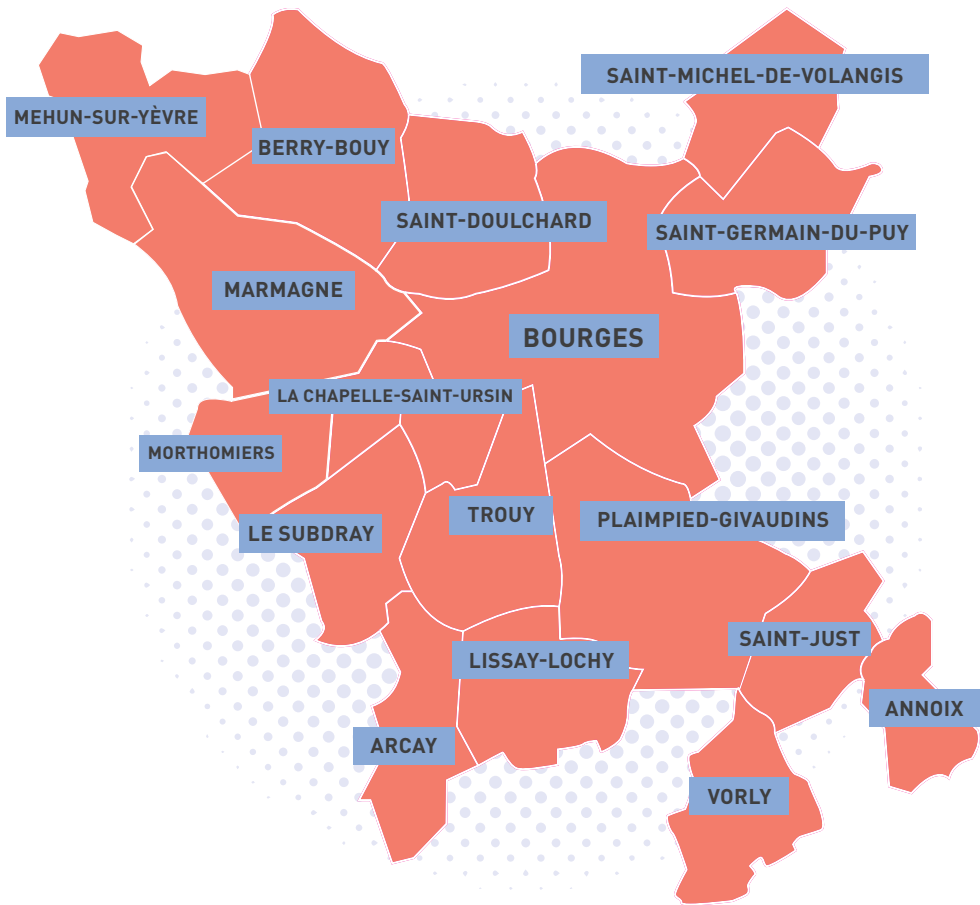 SAINT-MICHEL-DE-VOLANGIS
MEHUN-SUR-YÈVRE
BERRY-BOUY
SAINT-DOULCHARD
SAINT-GERMAIN-DU-PUY
MARMAGNE
BOURGES
LA CHAPELLE-SAINT-URSIN
MORTHOMIERS
TROUY
PLAIMPIED-GIVAUDINS
LE SUBDRAY
SAINT-JUST
LISSAY-LOCHY
ANNOIX
ARCAY
VORLY